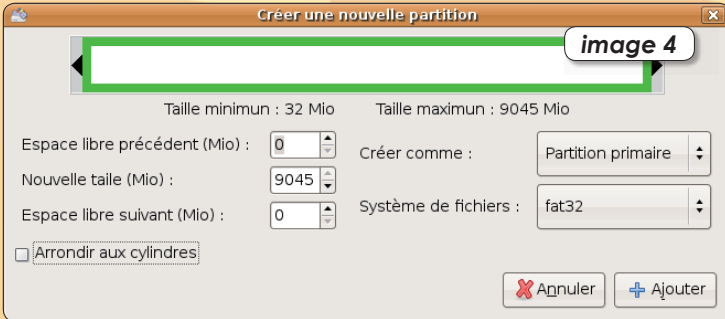 Créer une nouvelle partition
image 4
Taille minimun : 32 Mio Taille maximun : 9045 Mio
Espace libre précédent (Mio) : 0
Créer comme : Partition primaire
Nouvelle taile (Mio) : 9045
Système de fichiers : fat32
Espace libre suivant (Mio) : 0
Arrondir aux cylindres
Annuler Ajouter